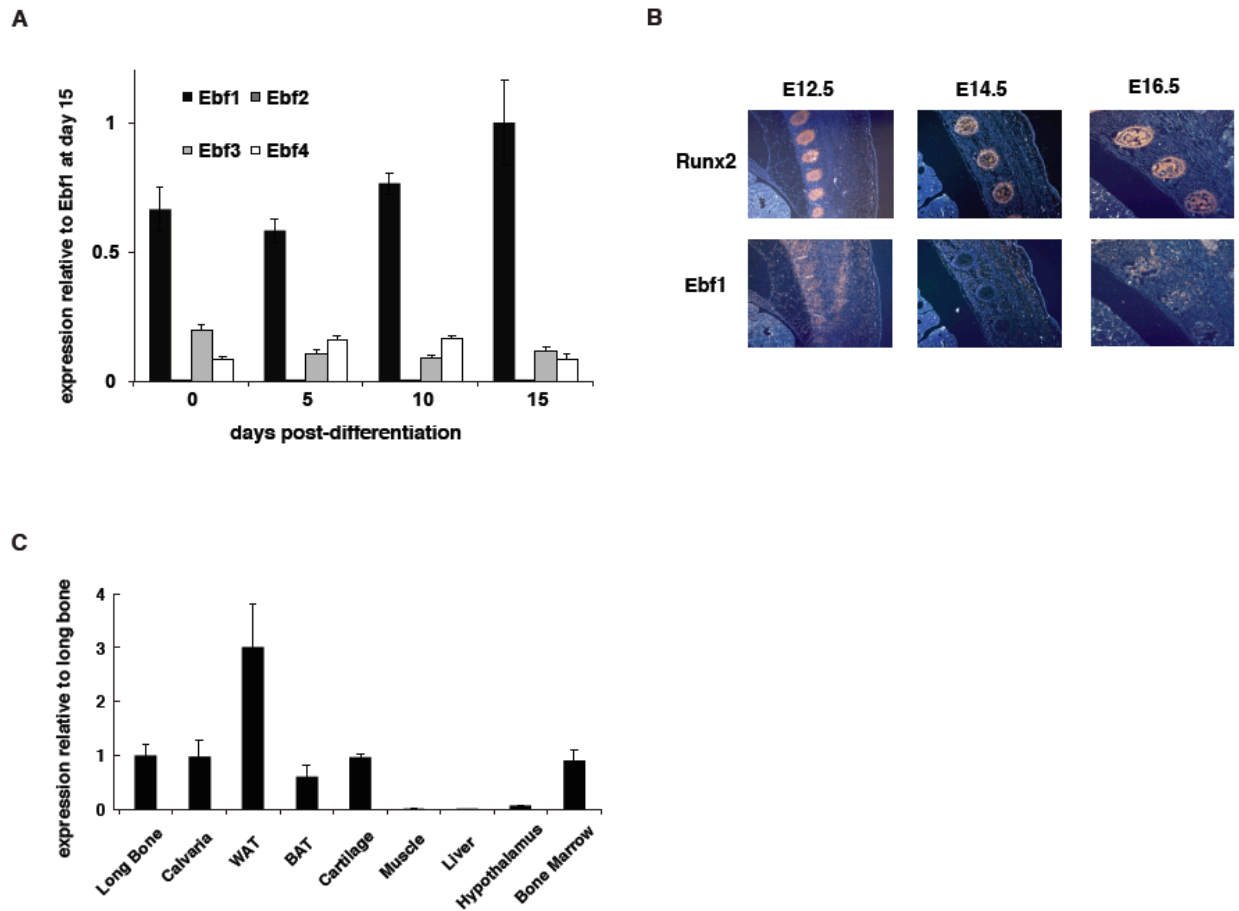 A
expression relative to Ebf1 at day 15
1
0.5
0
Ebf1 Ebf2
Ebf3 Ebf4
0 5 10 15
days post-differentiation
B
E12.5 E14.5 E16.5
Runx2
Ebf1
C
expression relative to long bone
4
3
2
1
0
Long Bone
Calvaria
WAT
BAT
Cartilage
Muscle
Liver
Hypothalamus
Bone Marrow